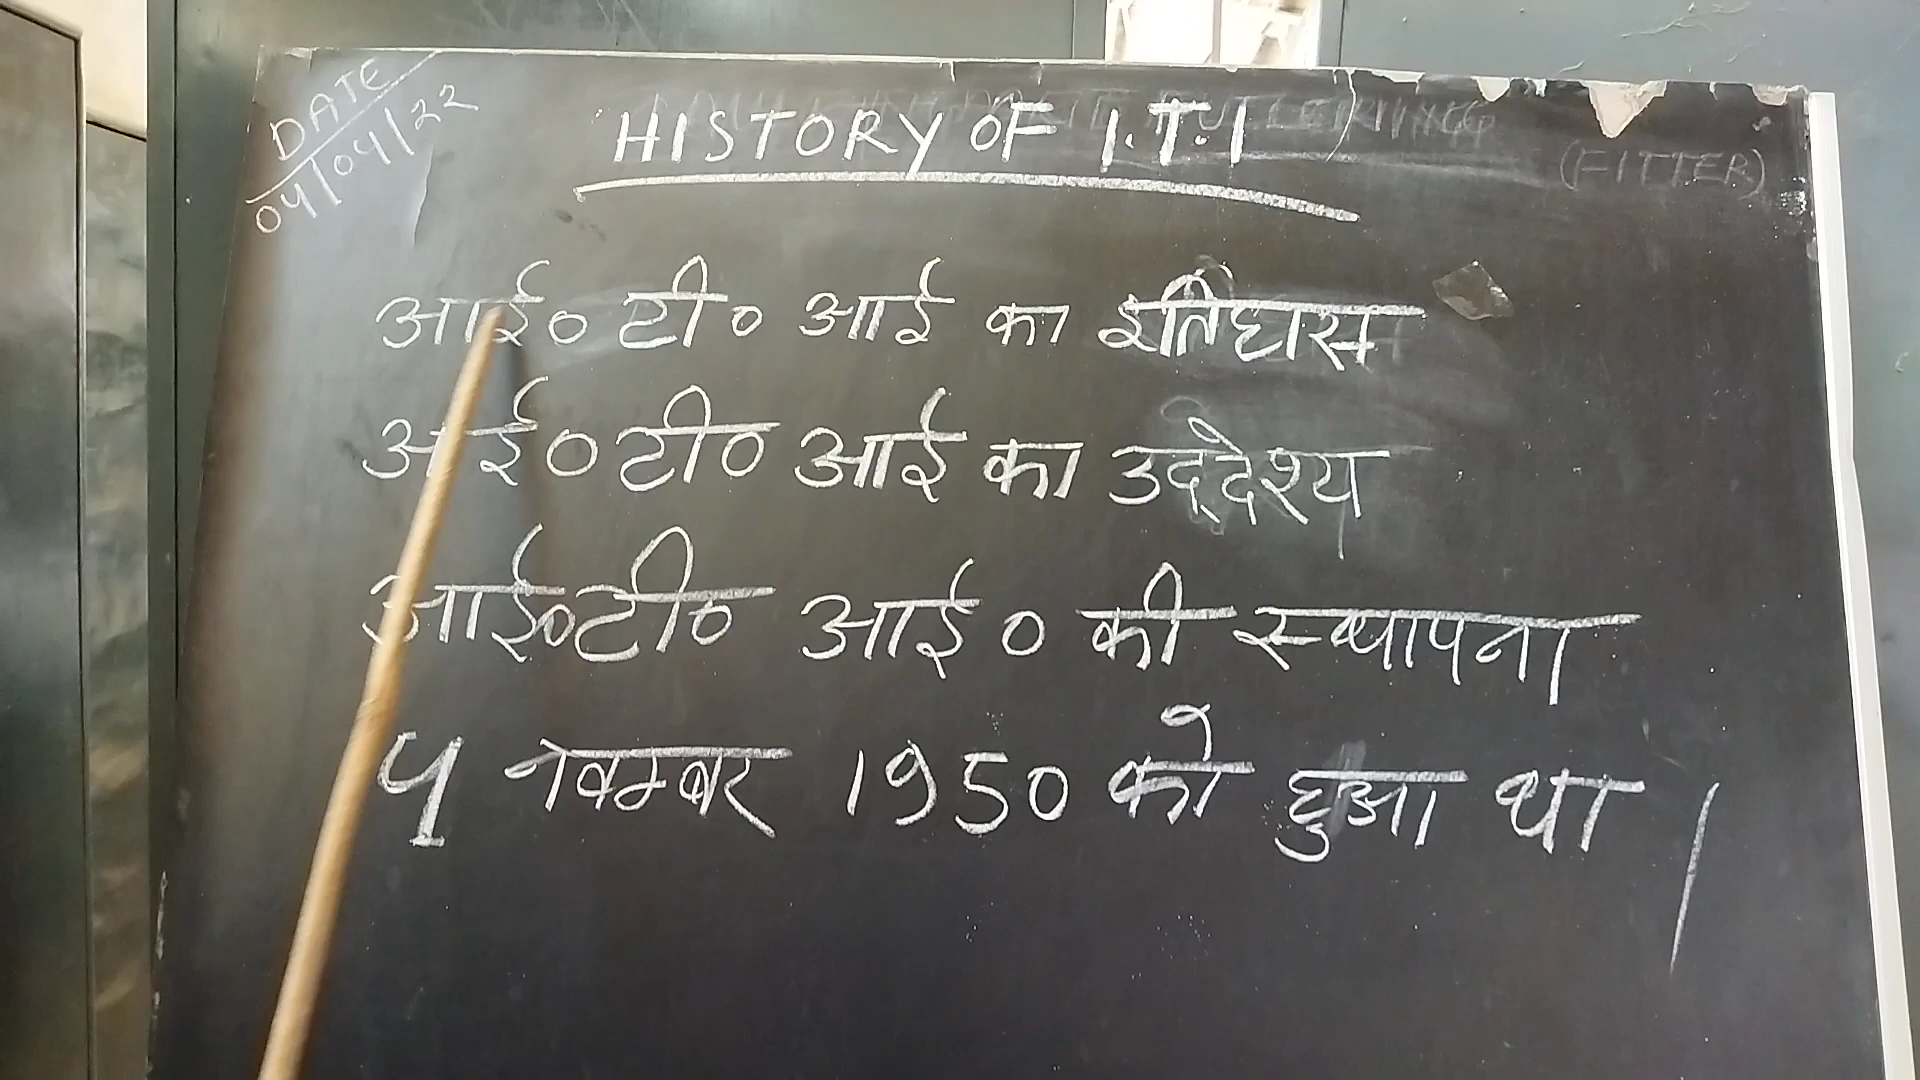 DATE
04/04/22
HISTORY OF I.T.I
(FITTER)
आई० टी० आई का इतिहास
आई० टी० आई का उद्देश्य
आई०टी० आई० की स्थापना
4 नवम्बर 1950 को हुआ था |